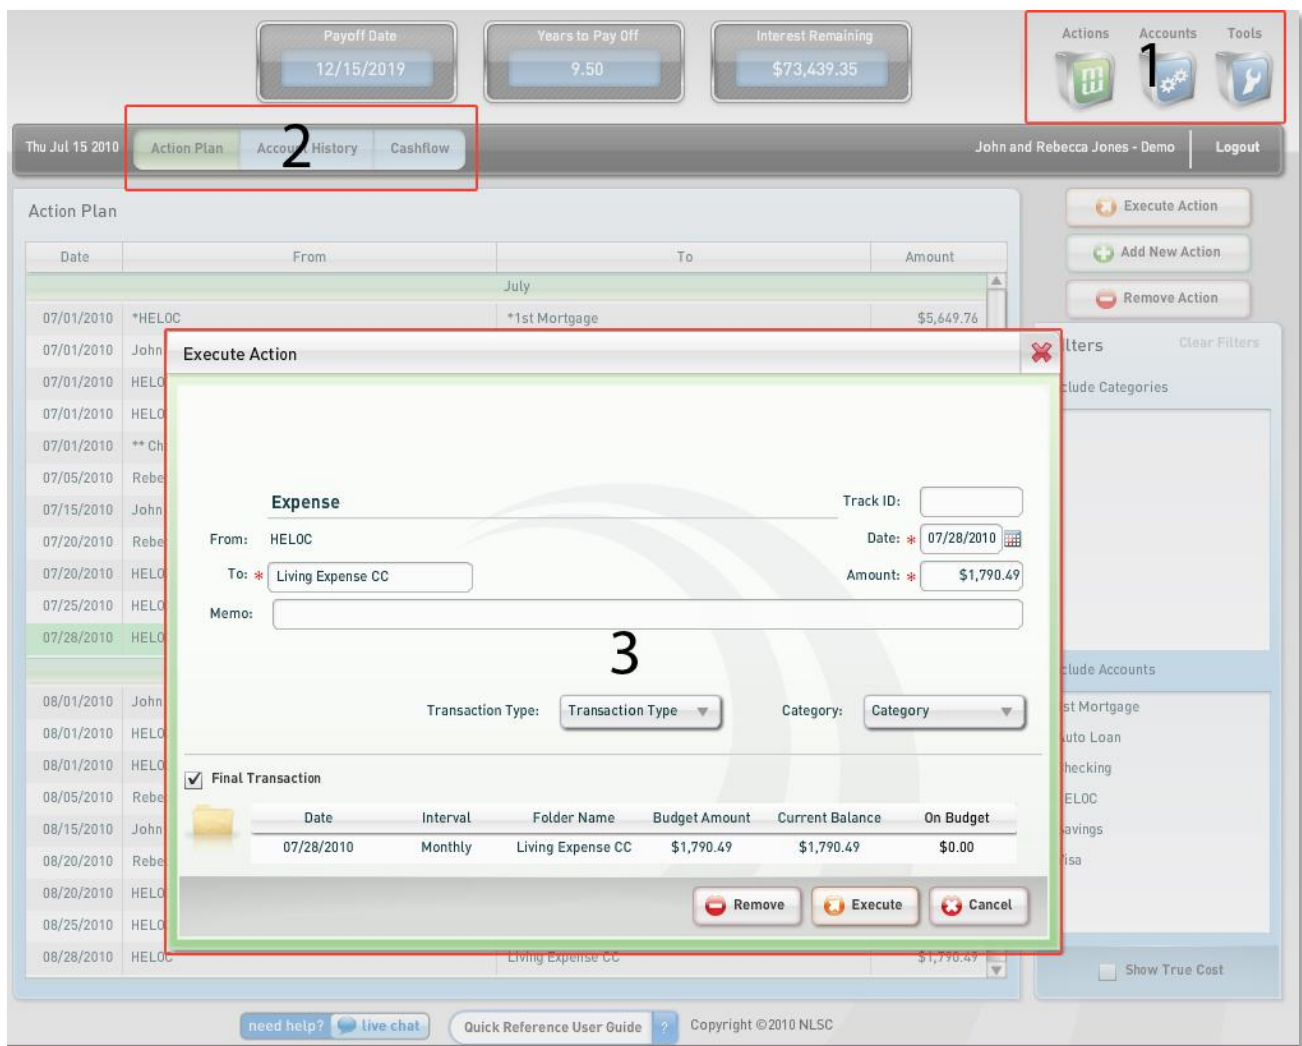 Payoff Date Years to Pay Off Interest Remaining Actions Accounts Tools
12/15/2019 9.50 $73,439.35 1
Thu Jul 15 2010 Action Plan Account History Cashflow John and Rebecca Jones - Demo Logout
2
Action Plan Execute Action
Date From To Amount Add New Action
July
Remove Action
07/01/2010 *HELOC *1st Mortgage $5,649.76
07/01/2010 John Execute Action lters Clear Filters
07/01/2010 HELO clude Categories
07/01/2010 HELO
07/01/2010 ** Ch
07/05/2010 Rebe
07/15/2010 John Expense Track ID:
07/20/2010 Rebe From: HELOC Date: * 07/28/2010
07/20/2010 HELO To: * Living Expense CC Amount: * $1,790.49
07/25/2010 HELO Memo:
07/28/2010 HELO 3
clude Accounts
08/01/2010 John Transaction Type: Transaction Type Category: Category st Mortgage
08/01/2010 HELO uto Loan
08/01/2010 HELO Final Transaction hecking
08/05/2010 Rebe ELOC
Date Interval Folder Name Budget Amount Current Balance On Budget
08/15/2010 John avings
07/28/2010 Monthly Living Expense CC $1,790.49 $1,790.49 $0.00
08/20/2010 Rebe isa
08/20/2010 HELO Remove Execute Cancel
08/25/2010 HELO
08/28/2010 HELOC Living Expense CC $1,790.49
Show True Cost
need help? live chat Quick Reference User Guide ? Copyright ©2010 NLSC